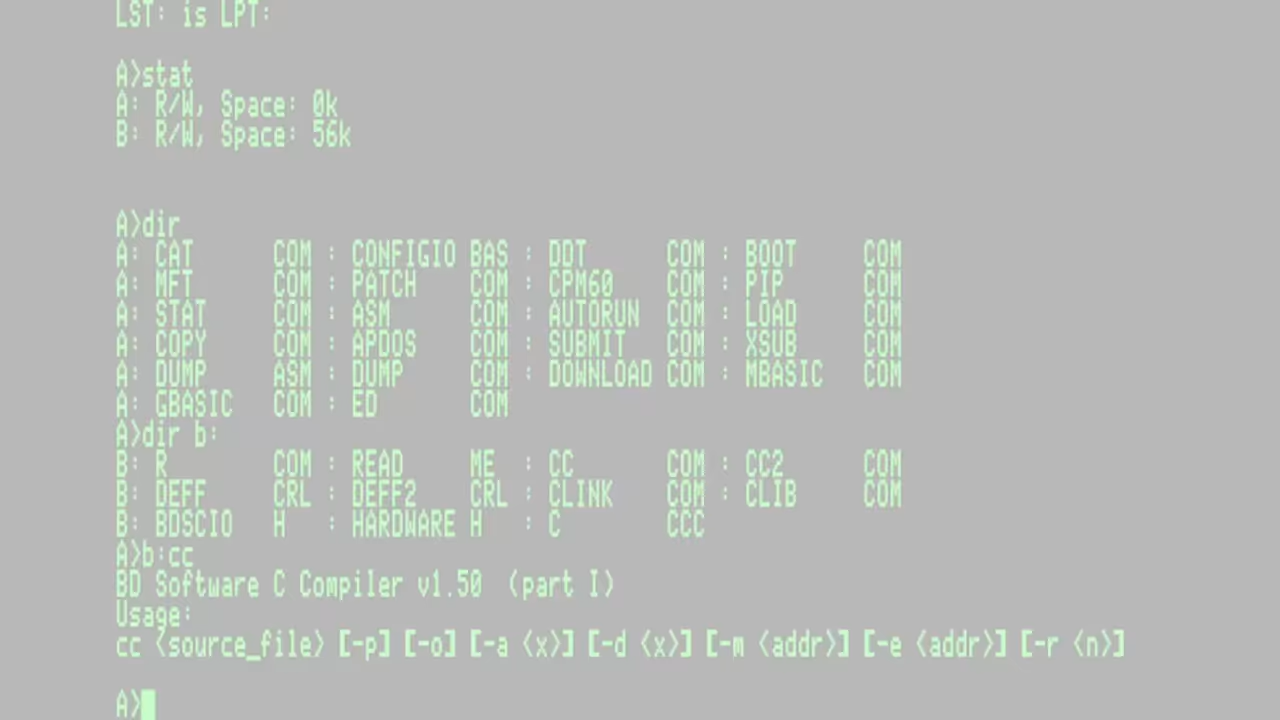 LST: is LPT:
A>stat
A: R/W, Space: 0k
B: R/W, Space: 56k
A>dir
A: CAT      COM : CONFIGIO BAS : DDT      COM : BOOT     COM
A: MFT      COM : PATCH    COM : CPM60    COM : PIP      COM
A: STAT     COM : ASM      COM : AUTORUN  COM : LOAD     COM
A: COPY     COM : APDOS    COM : SUBMIT   COM : XSUB     COM
A: DUMP     ASM : DUMP     COM : DOWNLOAD COM : MBASIC   COM
A: GBASIC   COM : ED       COM
A>dir b:
B: R        COM : READ     ME  : CC       COM : CC2      COM
B: DEFF     CRL : DEFF2    CRL : CLINK    COM : CLIB     COM
B: BDSCIO   H   : HARDWARE H   : C        CCC
A>b:cc
BD Software C Compiler v1.50  (part I)
Usage:
cc <source_file> [-p] [-o] [-a <x>] [-d <x>] [-m <addr>] [-e <addr>] [-r <n>]
A>